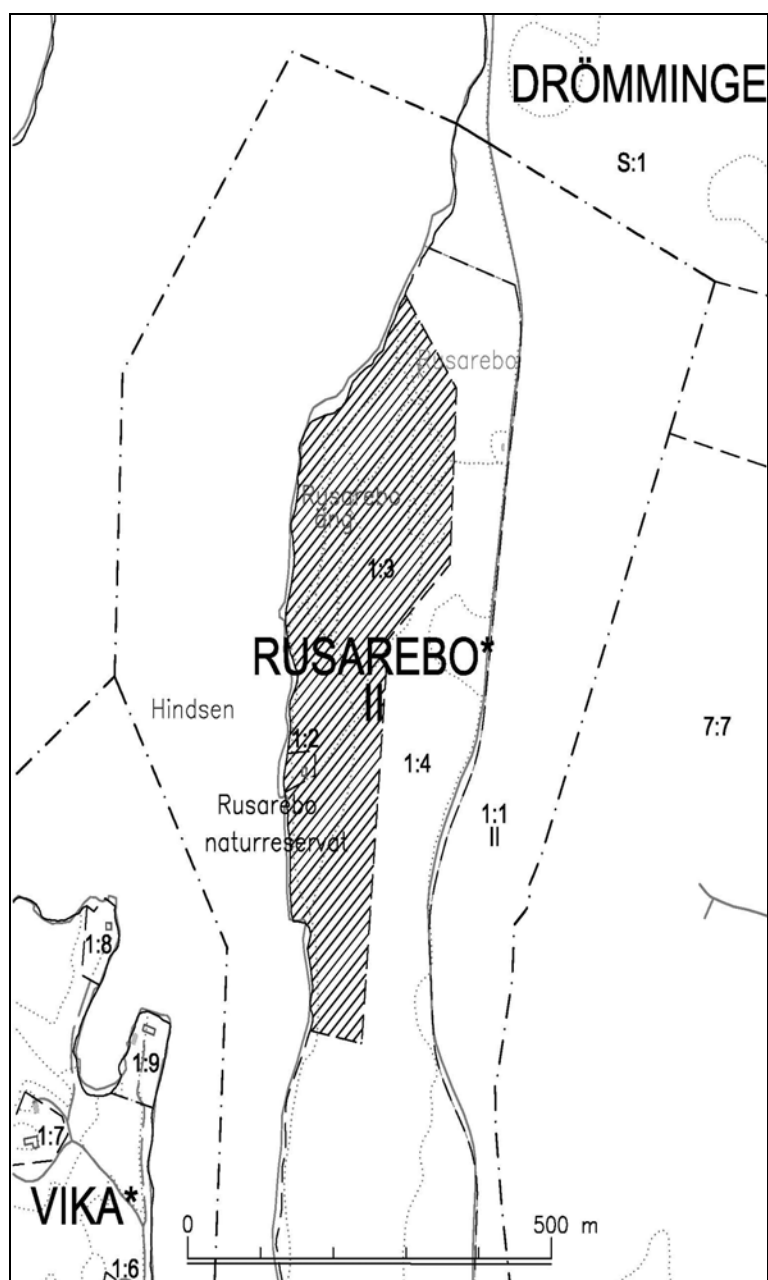 DRÖMMINGE
S:1
Rusarebo
Rusarebo
äng
1:3
RUSAREBO*
II
Hindsen
1:2
7:7
1:4
Rusarebo
naturreservat
1:1
II
1:8
1:9
1:7
VIKA*
0 500 m
1:6